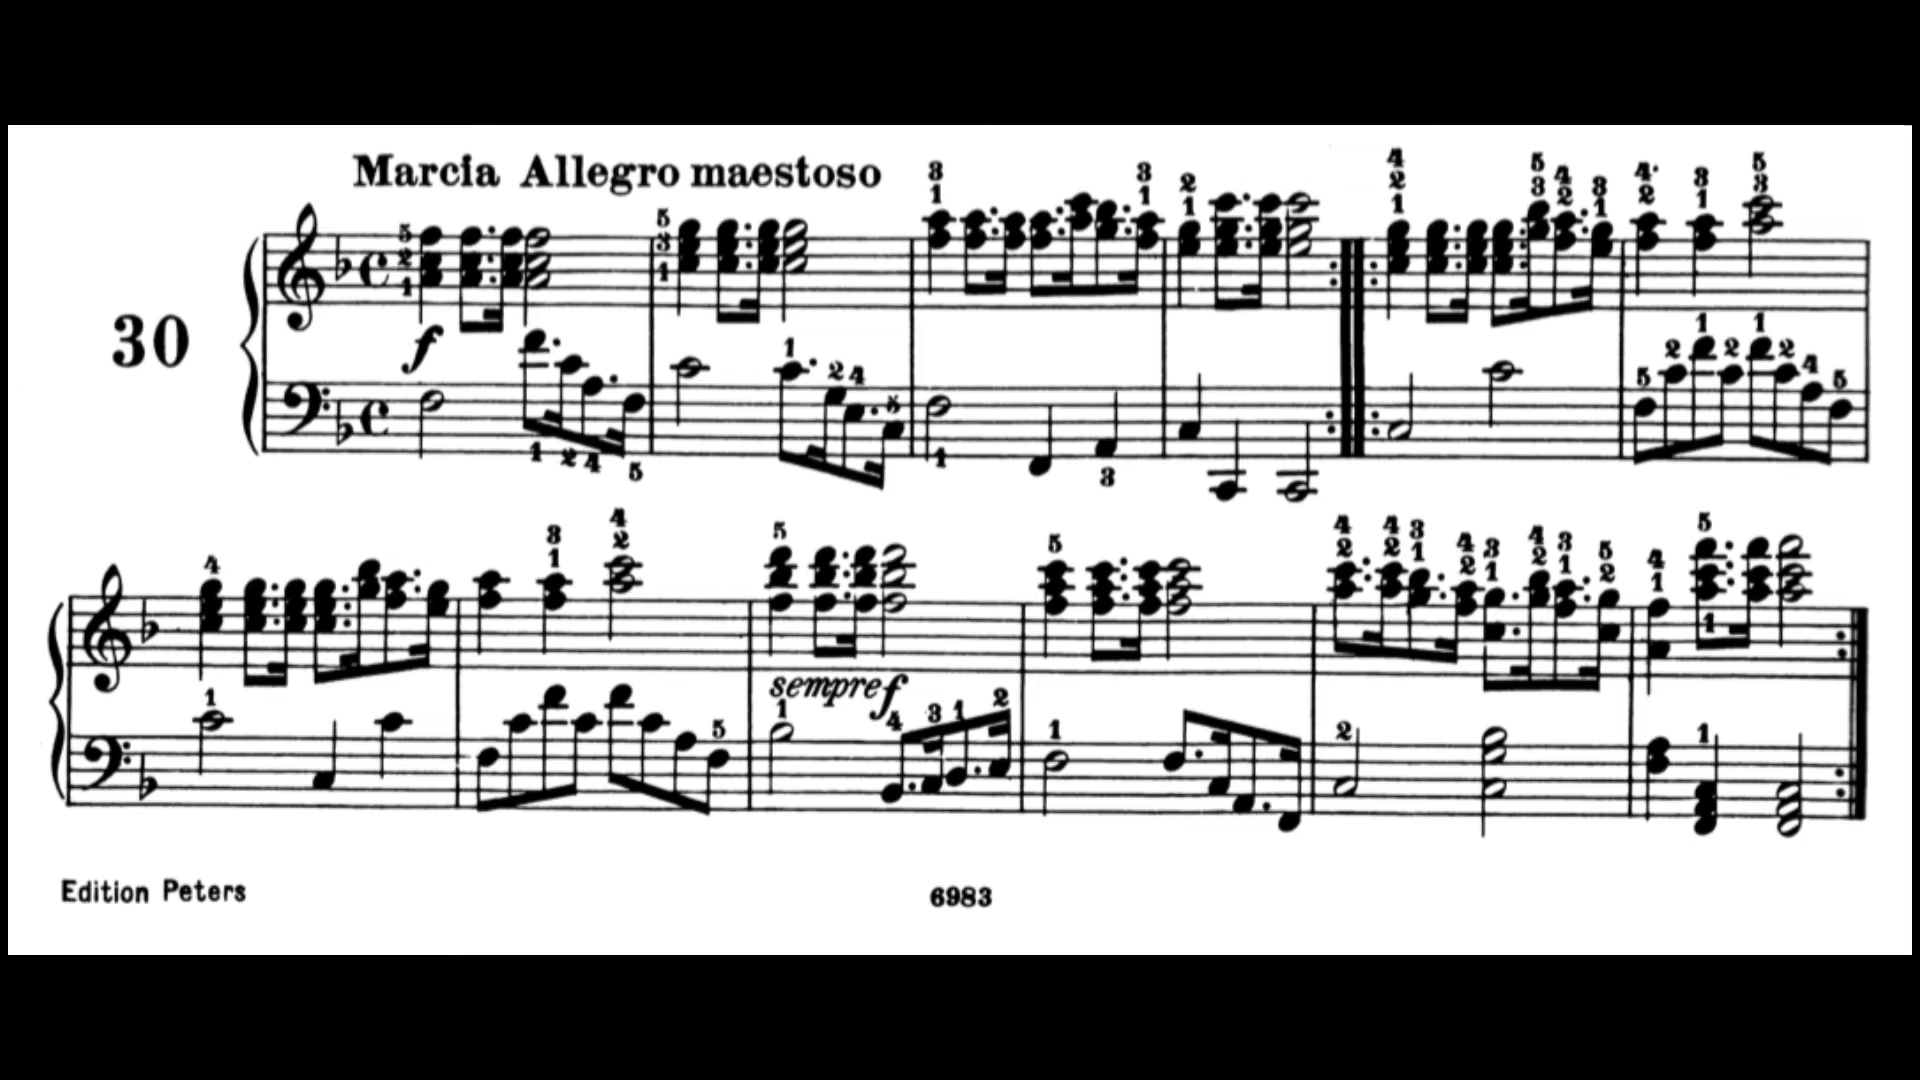 Marcia Allegro maestoso
30
f
sempre f
Edition Peters
6983